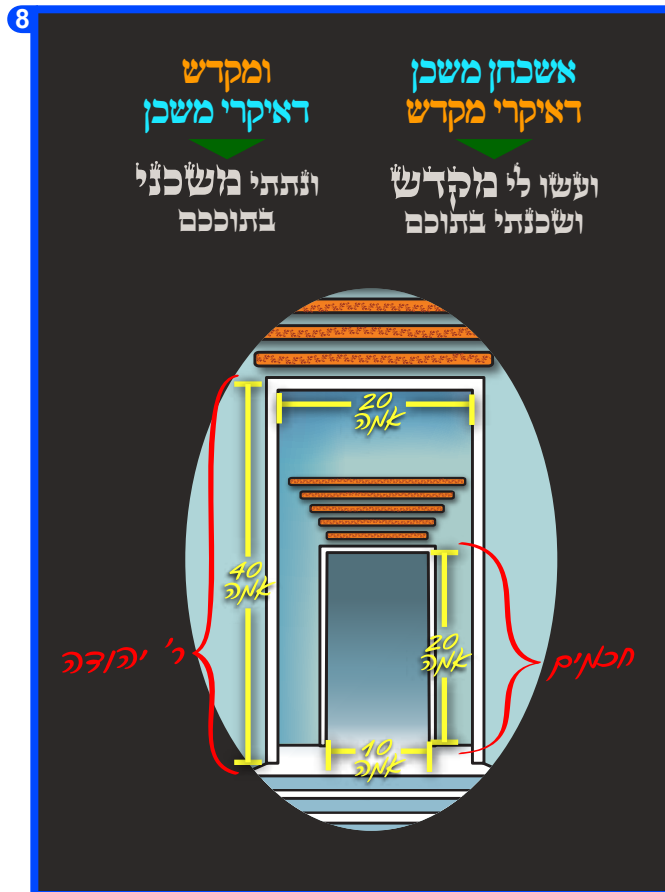 8
אשכחן משכן
דאיקרי מקדש
ועשו לי מקדש
ושכנתי בתוכם
ומקדש
דאיקרי משכן
ונתתי משכני
בתוככם
20
אמה
40
אמה
20
אמה
10
אמה
ר' יהודה
חכמים